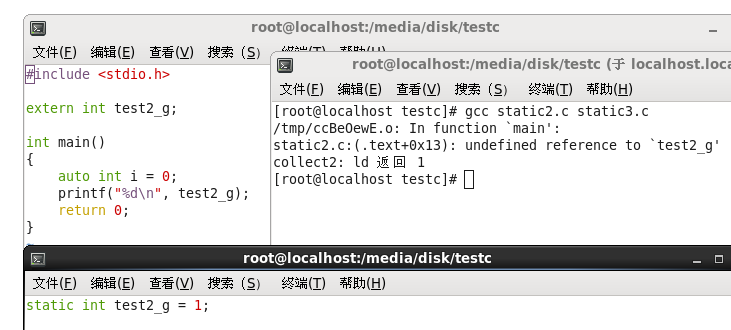 root@localhost:/media/disk/testc
文件(F) 编辑(E) 查看(V) 搜索 (S) 终端(T) 帮助(H)
#include <stdio.h>
extern int test2_g;
int main()
{
    auto int i = 0;
    printf("%d\n", test2_g);
    return 0;
}
root@localhost:/media/disk/testc (于 localhost.loca
文件(F) 编辑(E) 查看(V) 搜索 (S) 终端(T) 帮助(H)
[root@localhost testc]# gcc static2.c static3.c
/tmp/ccBeOewE.o: In function `main':
static2.c:(.text+0x13): undefined reference to `test2_g'
collect2: ld 返回 1
[root@localhost testc]#
root@localhost:/media/disk/testc
文件(F) 编辑(E) 查看(V) 搜索 (S) 终端(T) 帮助(H)
static int test2_g = 1;